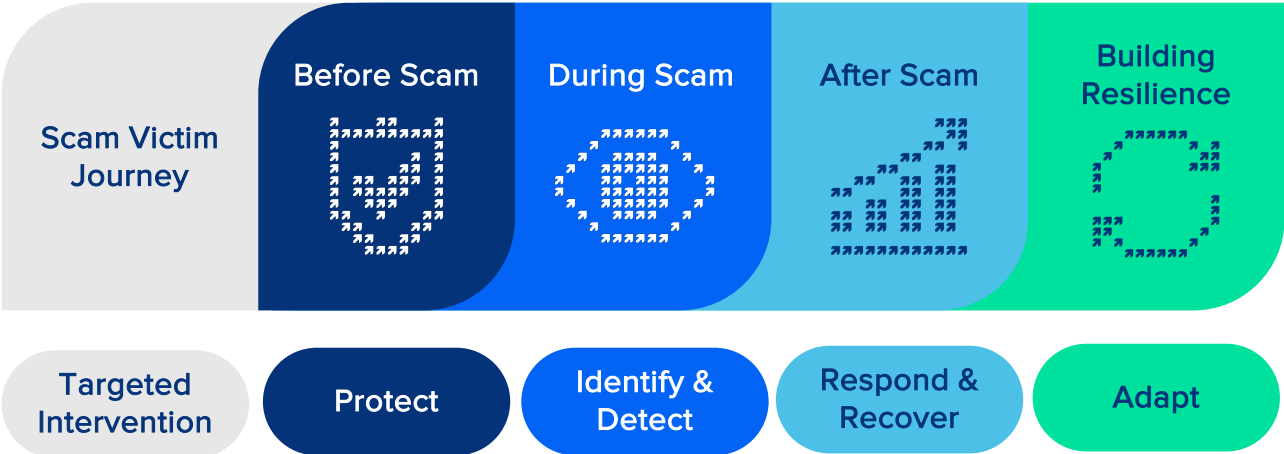 Scam Victim
Journey
Before Scam
During Scam
After Scam
Building
Resilience
Targeted
Intervention
Protect
Identify &
Detect
Respond &
Recover
Adapt